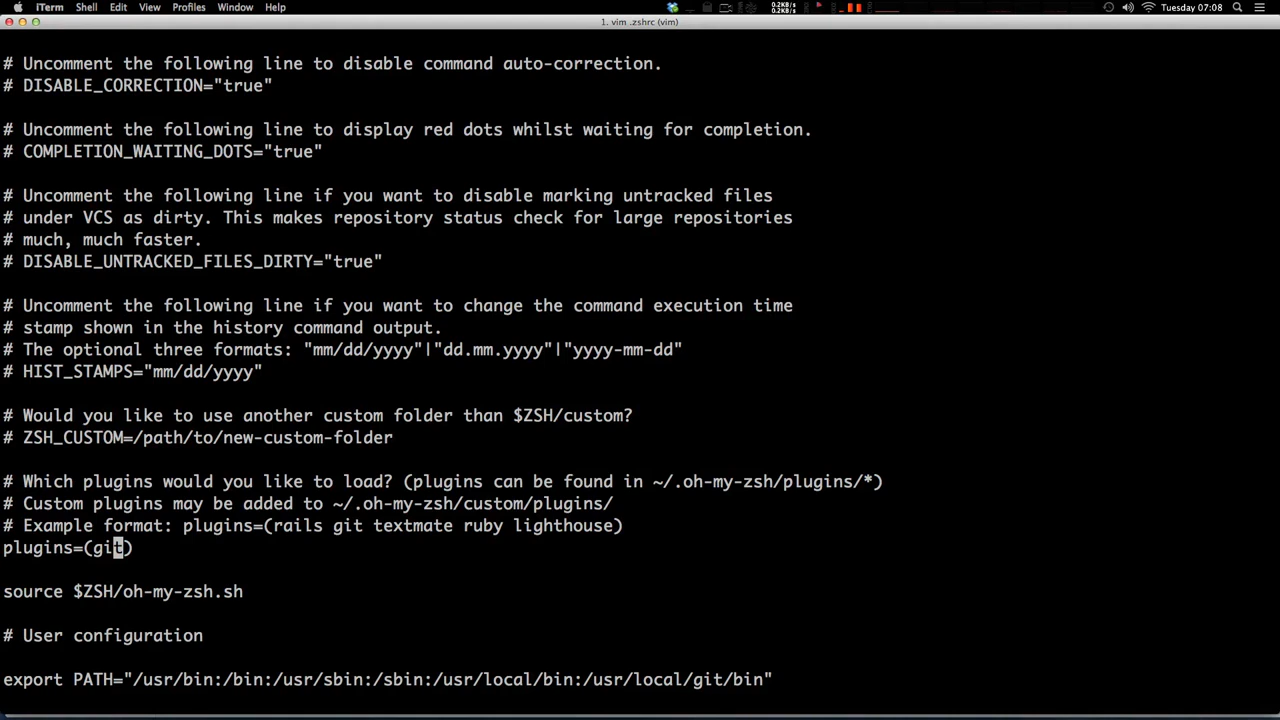 iTerm Shell Edit View Profiles Window Help 0.2KB/s 0.2KB/s Tuesday 07:08
1. vim .zshrc (vim)
# Uncomment the following line to disable command auto-correction.
# DISABLE_CORRECTION="true"
# Uncomment the following line to display red dots whilst waiting for completion.
# COMPLETION_WAITING_DOTS="true"
# Uncomment the following line if you want to disable marking untracked files
# under VCS as dirty. This makes repository status check for large repositories
# much, much faster.
# DISABLE_UNTRACKED_FILES_DIRTY="true"
# Uncomment the following line if you want to change the command execution time
# stamp shown in the history command output.
# The optional three formats: "mm/dd/yyyy"|"dd.mm.yyyy"|"yyyy-mm-dd"
# HIST_STAMPS="mm/dd/yyyy"
# Would you like to use another custom folder than $ZSH/custom?
# ZSH_CUSTOM=/path/to/new-custom-folder
# Which plugins would you like to load? (plugins can be found in ~/.oh-my-zsh/plugins/*)
# Custom plugins may be added to ~/.oh-my-zsh/custom/plugins/
# Example format: plugins=(rails git textmate ruby lighthouse)
plugins=(git)
source $ZSH/oh-my-zsh.sh
# User configuration
export PATH="/usr/bin:/bin:/usr/sbin:/sbin:/usr/local/bin:/usr/local/git/bin"